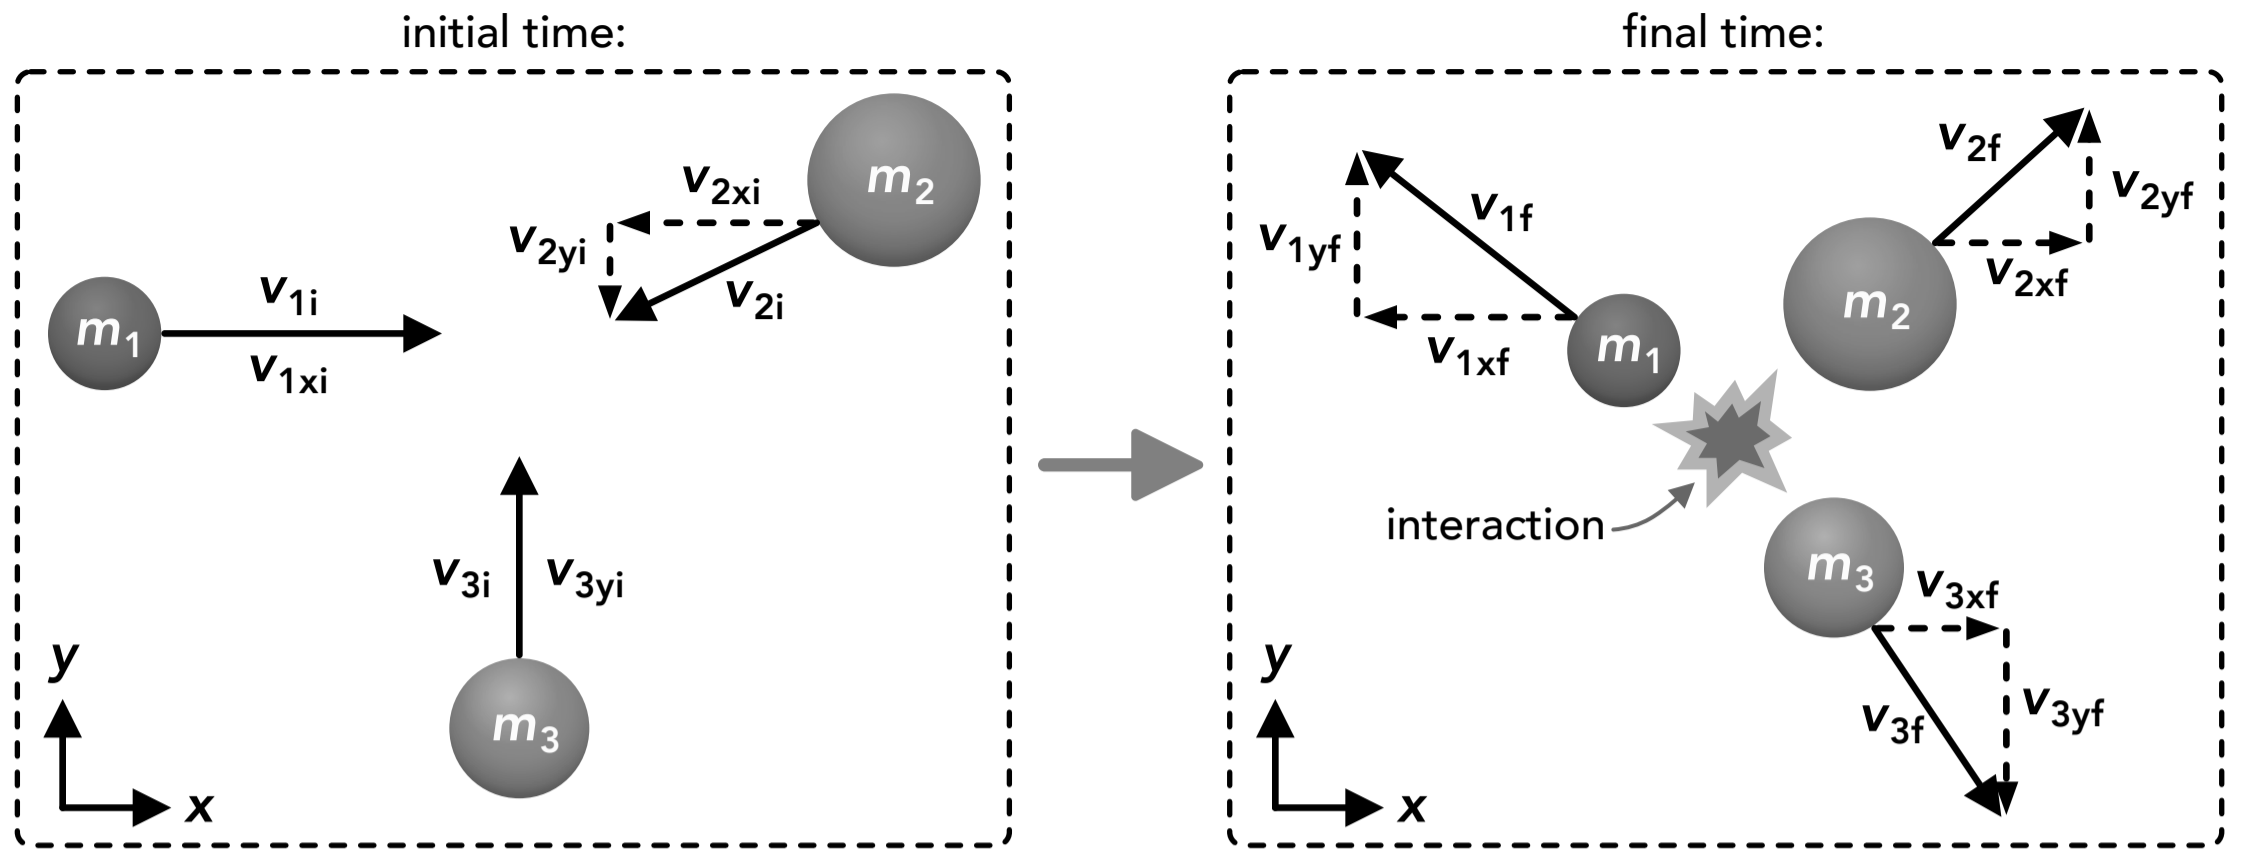 initial time:
m1
v1i
v1xi
v2xi
v2yi
v2i
m2
v3i
v3yi
m3
y
x
final time:
v1f
v1yf
v1xf
m1
v2f
v2yf
v2xf
m2
interaction
m3
v3xf
v3f
v3yf
y
x